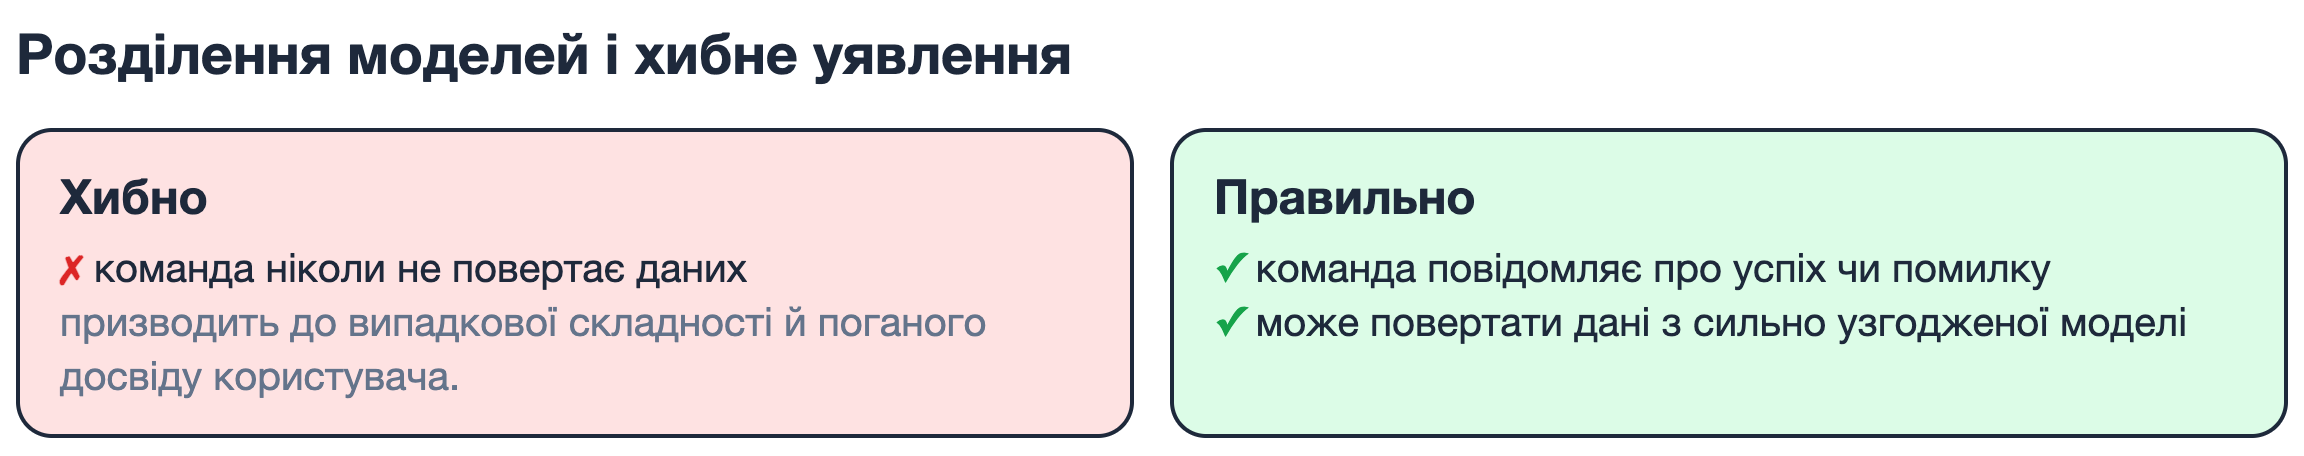 Розділення моделей і хибне уявлення
Хибно
✗ команда ніколи не повертає даних
призводить до випадкової складності й поганого
досвіду користувача.
Правильно
✓ команда повідомляє про успіх чи помилку
✓ може повертати дані з сильно узгодженої моделі